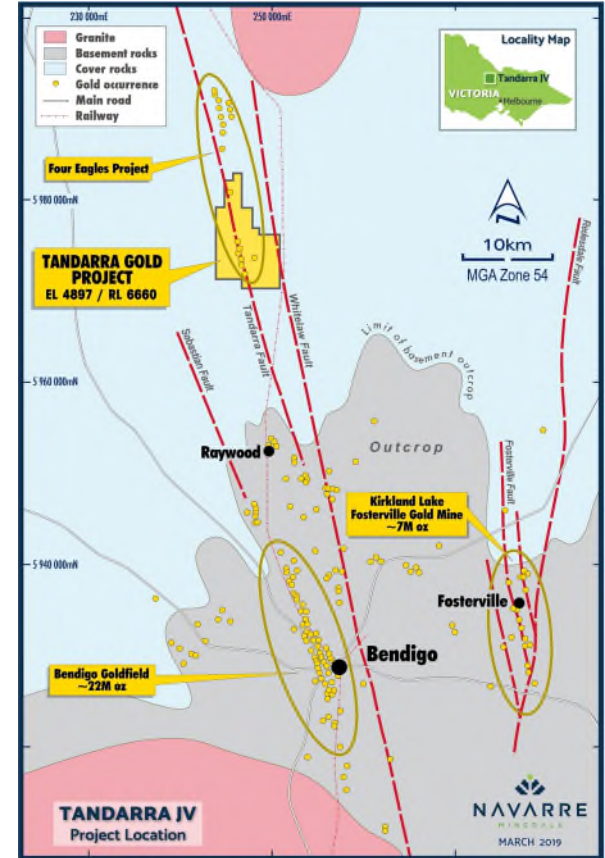 230 000mE
250 000mE
Granite
Basement rocks
Cover rocks
Gold occurrence
Main road
Railway
Locality Map
Tandarra JV
VICTORIA
Melbourne
Four Eagles Project
5 980 000mN
10km
MGA Zone 54
TANDARRA GOLD
PROJECT
EL 4897 / RL 6660
Sebastian Fault
Tandarra Fault
Whitelaw Fault
Limit of basement outcrop
5 960 000mN
Raywood
Outcrop
Fosterville Fault
Kirkland Lake
Fosterville Gold Mine
~7M oz
5 940 000mN
Fosterville
Bendigo
Bendigo Goldfield
~22M oz
TANDARRA JV
Project Location
NAVARRE
MINERALS
MARCH 2019